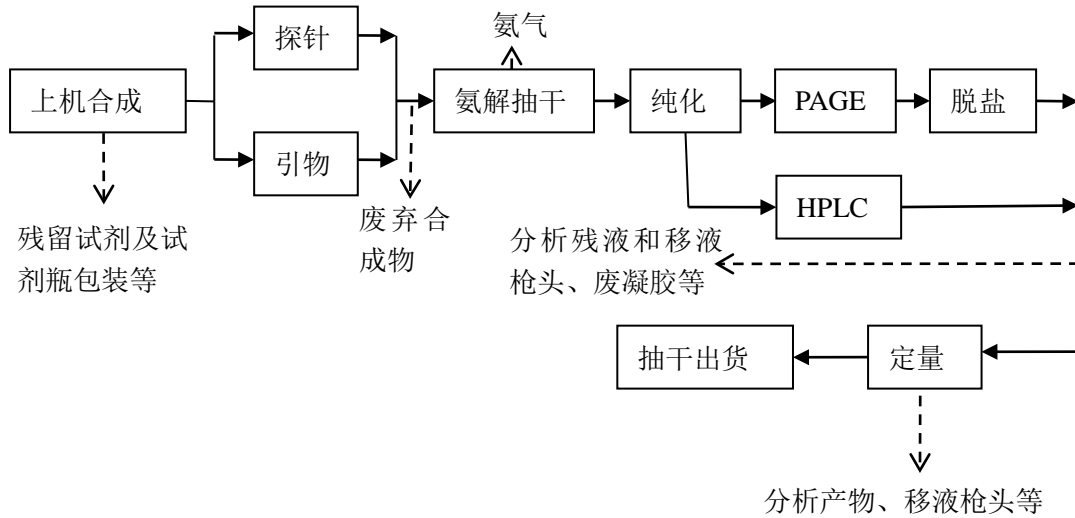 氨气
探针
上机合成
氨解抽干
纯化
PAGE
脱盐
引物
HPLC
残留试剂及试
剂瓶包装等
废弃合
成物
分析残液和移液
枪头、废凝胶等
抽干出货
定量
分析产物、移液枪头等